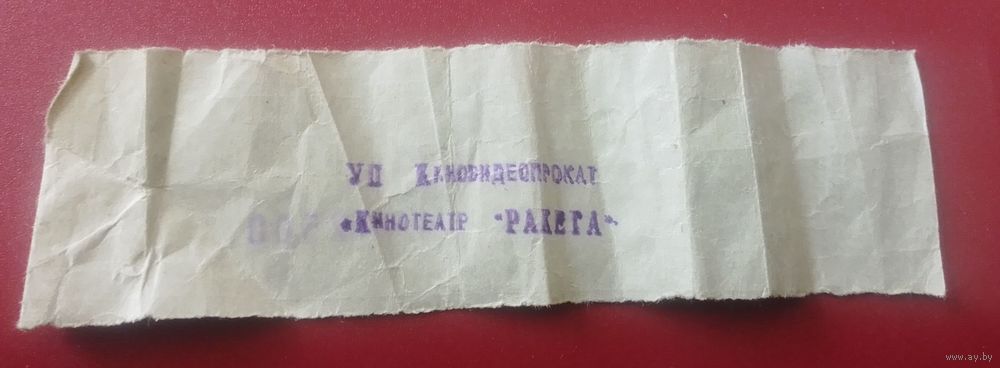 УП Киновидеопрокат
«Кинотеатр "РАКЕТА"
www.ay.by